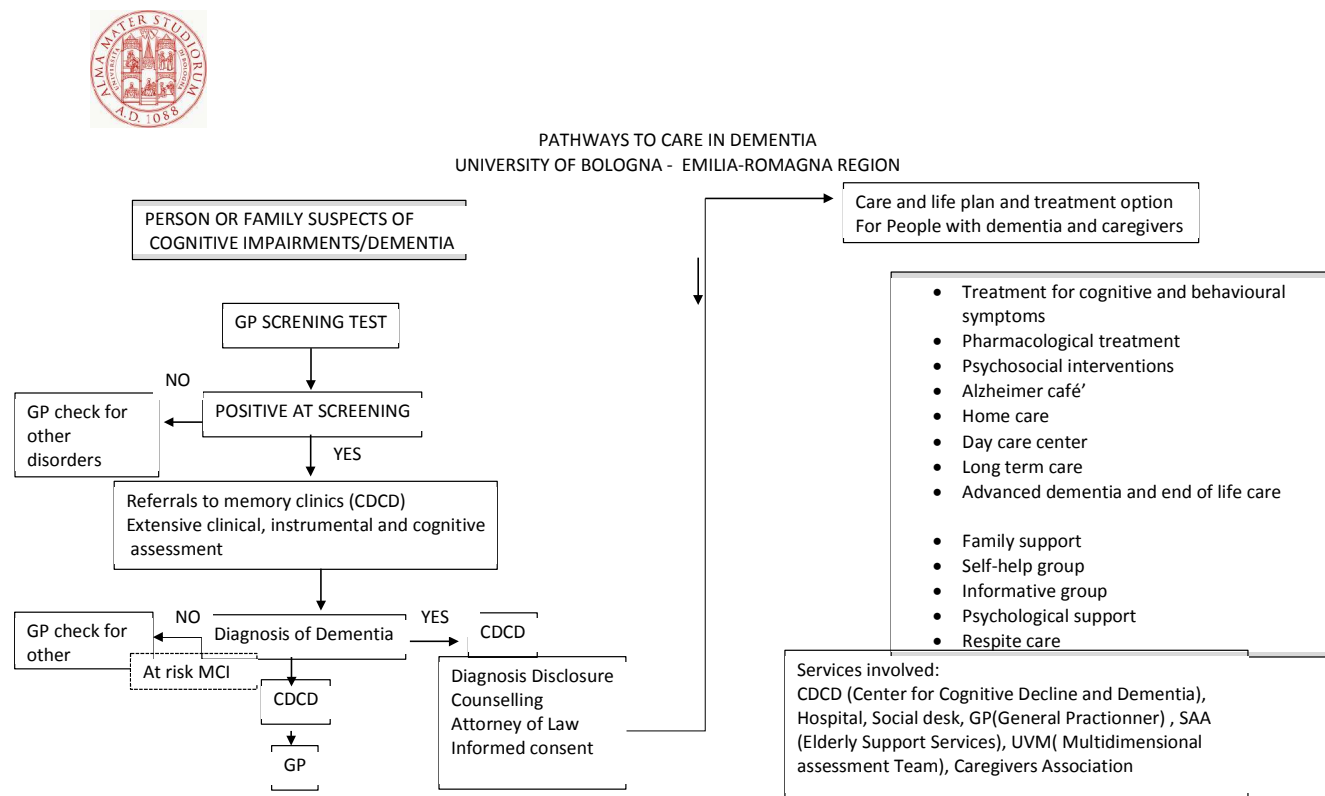 ALMA MATER STUDIORUM
A.D. 1088
PATHWAYS TO CARE IN DEMENTIA
UNIVERSITY OF BOLOGNA - EMILIA-ROMAGNA REGION
PERSON OR FAMILY SUSPECTS OF
COGNITIVE IMPAIRMENTS/DEMENTIA
GP SCRENING TEST
NO
POSITIVE AT SCREENING
GP check for
other
disorders
YES
Referrals to memory clinics (CDCD)
Extensive clinical, instrumental and cognitive
assessment
NO
Diagnosis of Dementia
YES
GP check for
other
At risk MCI
CDCD
GP
CDCD
Diagnosis Disclosure
Counselling
Attorney of Law
Informed consent
Care and life plan and treatment option
For People with dementia and caregivers
• Treatment for cognitive and behavioural
symptoms
• Pharmacological treatment
• Psychosocial interventions
• Alzheimer café’
• Home care
• Day care center
• Long term care
• Advanced dementia and end of life care
• Family support
• Self-help group
• Informative group
• Psychological support
• Respite care
Services involved:
CDCD (Center for Cognitive Decline and Dementia),
Hospital, Social desk, GP(General Practionner) , SAA
(Elderly Support Services), UVM( Multidimensional
assessment Team), Caregivers Association